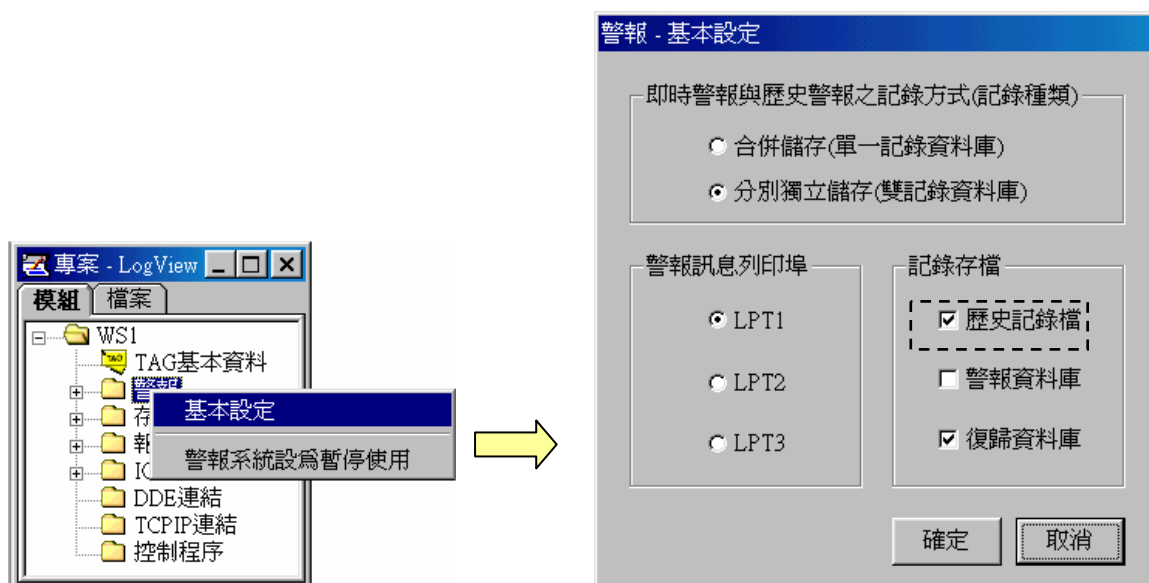 專案 - LogView
模組 檔案
WS1
TAG基本資料
警報
基本設定
警報系統設爲暫停使用
DDE連結
TCPIP連結
控制程序
警報 - 基本設定
即時警報與歷史警報之記錄方式(記錄種類)
合併儲存(單一記錄資料庫)
分別獨立儲存(雙記錄資料庫)
警報訊息列印埠
LPT1
LPT2
LPT3
記錄存檔
歷史記錄檔
警報資料庫
復歸資料庫
確定 取消